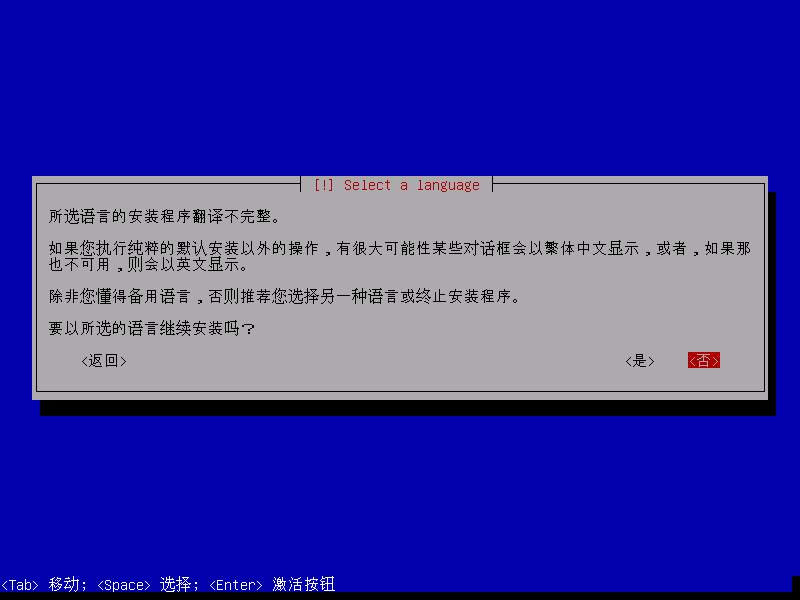 [!] Select a language
所选语言的安装程序翻译不完整。
如果您执行纯粹的默认安装以外的操作，有很大可能性某些对话框会以繁体中文显示，或者，如果那
也不可用，则会以英文显示。
除非您懂得备用语言，否则推荐您选择另一种语言或终止安装程序。
要以所选的语言继续安装吗？
<返回> <是> <否>
<Tab> 移动; <Space> 选择; <Enter> 激活按钮